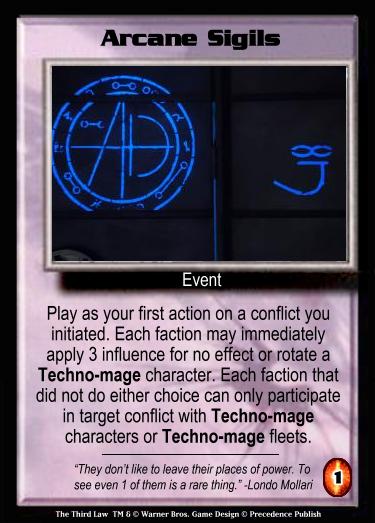 Arcane Sigils
Event
Play as your first action on a conflict you
initiated. Each faction may immediately
apply 3 influence for no effect or rotate a
Techno-mage character. Each faction that
did not do either choice can only participate
in target conflict with Techno-mage
characters or Techno-mage fleets.
"They don't like to leave their places of power. To
see even 1 of them is a rare thing." -Londo Mollari
1
The Third Law TM & © Warner Bros. Game Design © Precedence Publish